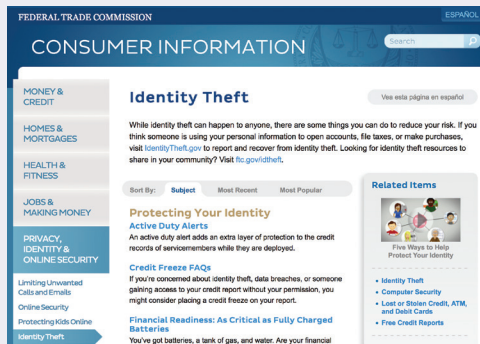 FEDERAL TRADE COMMISSION
ESPAÑOL
CONSUMER INFORMATION
Search
MONEY &
CREDIT
HOMES &
MORTGAGES
HEALTH &
FITNESS
JOBS &
MAKING MONEY
PRIVACY,
IDENTITY &
ONLINE SECURITY
Limiting Unwanted
Calls and Emails
Online Security
Protecting Kids Online
Identity Theft
Identity Theft
Vea esta página en español
While identity theft can happen to anyone, there are some things you can do to reduce your risk. If you
think someone is using your personal information to open accounts, file taxes, or make purchases,
visit IdentityTheft.gov to report and recover from identity theft. Looking for identity theft resources to
share in your community? Visit ftc.gov/idtheft.
Sort By: Subject Most Recent Most Popular
Protecting Your Identity
Active Duty Alerts
An active duty alert adds an extra layer of protection to the credit
records of servicemembers while they are deployed.
Credit Freeze FAQs
If you're concerned about identity theft, data breaches, or someone
gaining access to your credit report without your permission, you
might consider placing a credit freeze on your report.
Financial Readiness: As Critical as Fully Charged
Batteries
You've got batteries, a tank of gas, and water. Are your financial
Related Items
Five Ways to Help
Protect Your Identity
• Identity Theft
• Computer Security
• Lost or Stolen Credit, ATM,
and Debit Cards
• Free Credit Reports